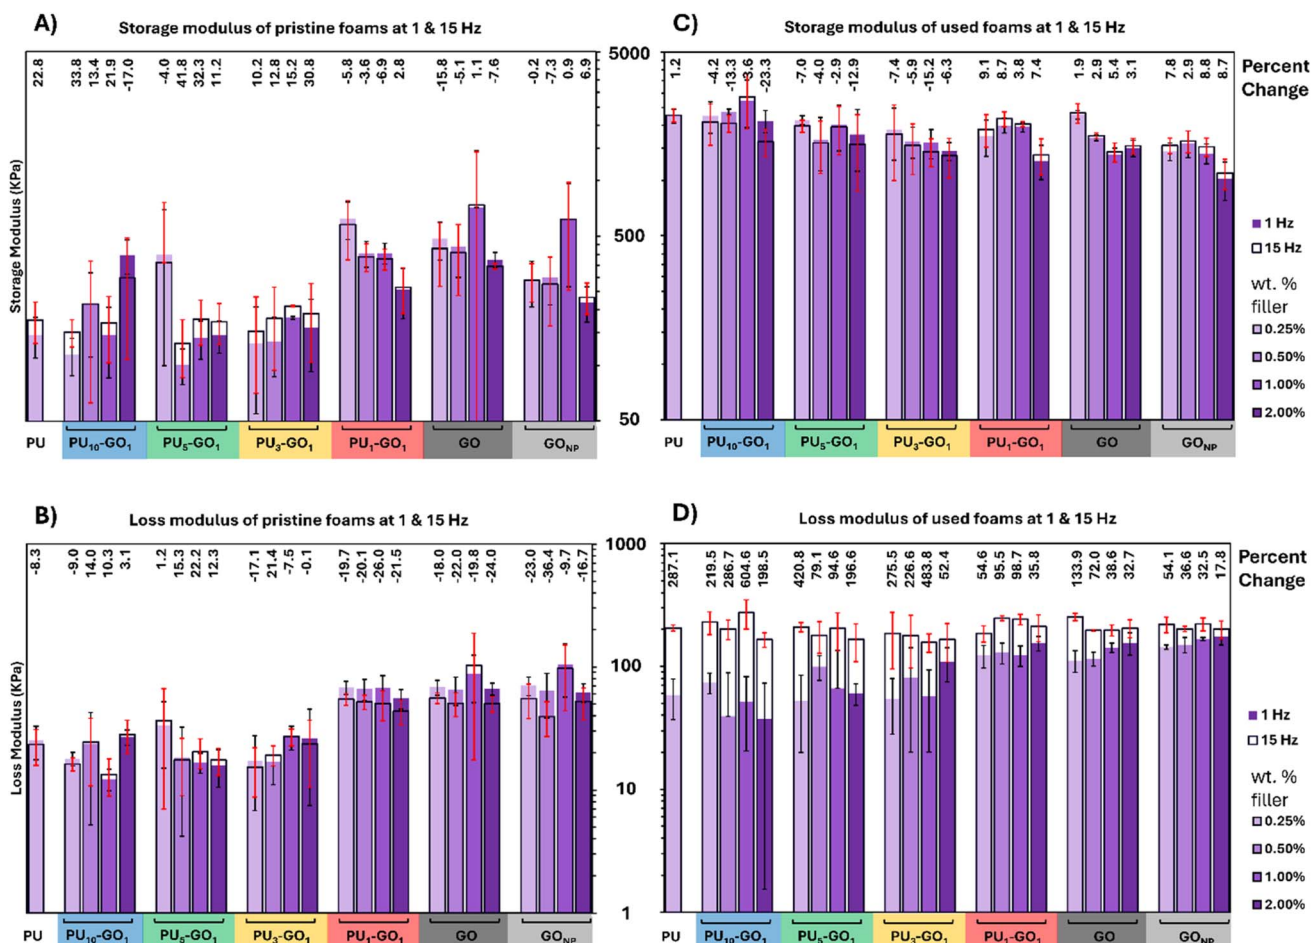 A)
Storage modulus of pristine foams at 1 & 15 Hz
22.8
33.8
13.4
21.9
-17.0
-4.0
41.8
32.3
11.2
10.2
12.8
15.2
30.8
-5.8
-3.6
-6.9
2.8
-15.8
-5.1
1.1
-7.6
-0.2
-7.3
0.9
6.9
Storage Modulus (KPa)
PU
PU10-GO1
PU5-GO1
PU3-GO1
PU1-GO1
GO
GONP
5000
500
50
C)
Storage modulus of used foams at 1 & 15 Hz
1.2
-4.2
-13.3
-3.6
-23.3
-7.0
-4.0
-2.9
-12.9
-7.4
-5.9
-15.2
-6.3
9.1
8.7
3.8
7.4
1.9
2.9
5.4
3.1
7.8
2.9
8.8
8.7
Percent
Change
PU
PU10-GO1
PU5-GO1
PU3-GO1
PU1-GO1
GO
GONP
1 Hz
15 Hz
wt. %
filler
0.25%
0.50%
1.00%
2.00%
B)
Loss modulus of pristine foams at 1 & 15 Hz
-8.3
-9.0
14.0
10.3
3.1
1.2
15.3
22.2
12.3
-17.1
21.4
-7.5
-0.1
-19.7
-20.1
-26.0
-21.5
-18.0
-22.0
-19.8
-24.0
-23.0
-36.4
-9.7
-16.7
Loss Modulus (KPa)
PU
PU10-GO1
PU5-GO1
PU3-GO1
PU1-GO1
GO
GONP
1000
100
10
1
D)
Loss modulus of used foams at 1 & 15 Hz
287.1
219.5
286.7
604.6
198.5
420.8
79.1
94.6
196.6
275.5
226.6
483.8
52.4
54.6
95.5
98.7
35.8
133.9
72.0
38.6
32.7
54.1
36.6
32.5
17.8
Percent
Change
PU
PU10-GO1
PU5-GO1
PU3-GO1
PU1-GO1
GO
GONP
1 Hz
15 Hz
wt. %
filler
0.25%
0.50%
1.00%
2.00%